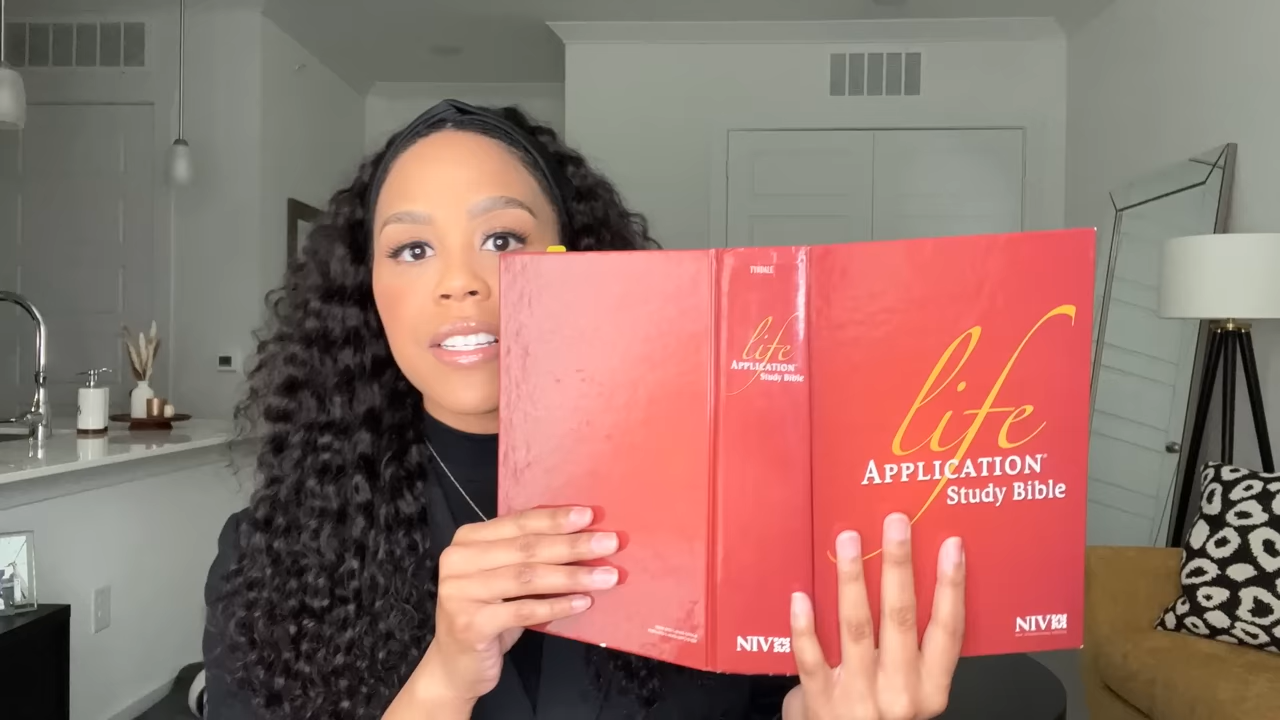 TYNDALE
life
APPLICATION
Study Bible
NIV
life
APPLICATION®
Study Bible
NIV